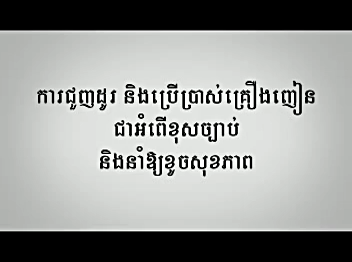 ការជួញដូរ និងប្រើប្រាស់គ្រឿងញៀន
ជាអំពើខុសច្បាប់
និងនាំឱ្យខូចសុខភាព